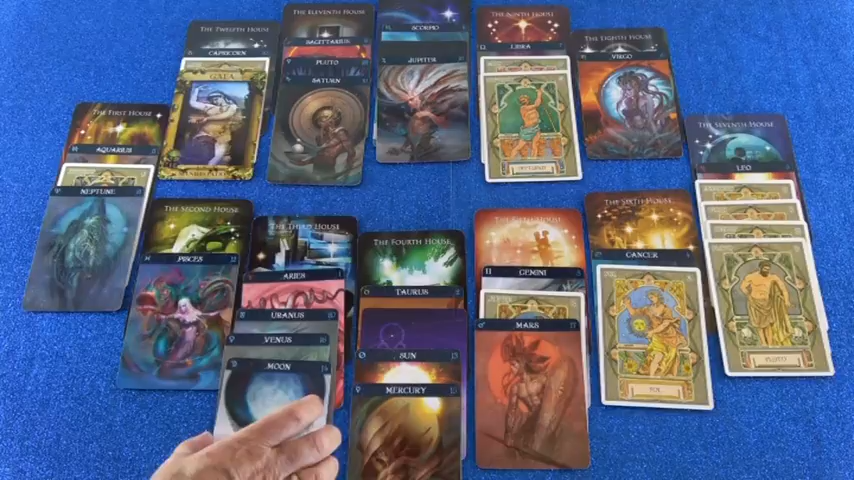 THE TWELFTH HOUSE
CAPRICORN
GAIA
THE ELEVENTH HOUSE
SAGITTARIUS
PLUTO
SATURN
SCORPIO
JUPITER
THE NINTH HOUSE
LIBRA
NEPTUNUS
THE EIGHTH HOUSE
VIRGO
THE FIRST HOUSE
AQUARIUS
NEPTUNE
THE SEVENTH HOUSE
LEO
PLUTO
THE SECOND HOUSE
PISCES
THE THIRD HOUSE
ARIES
URANUS
VENUS
MOON
THE FOURTH HOUSE
TAURUS
SUN
MERCURY
THE FIFTH HOUSE
GEMINI
MARS
THE SIXTH HOUSE
CANCER
SOL